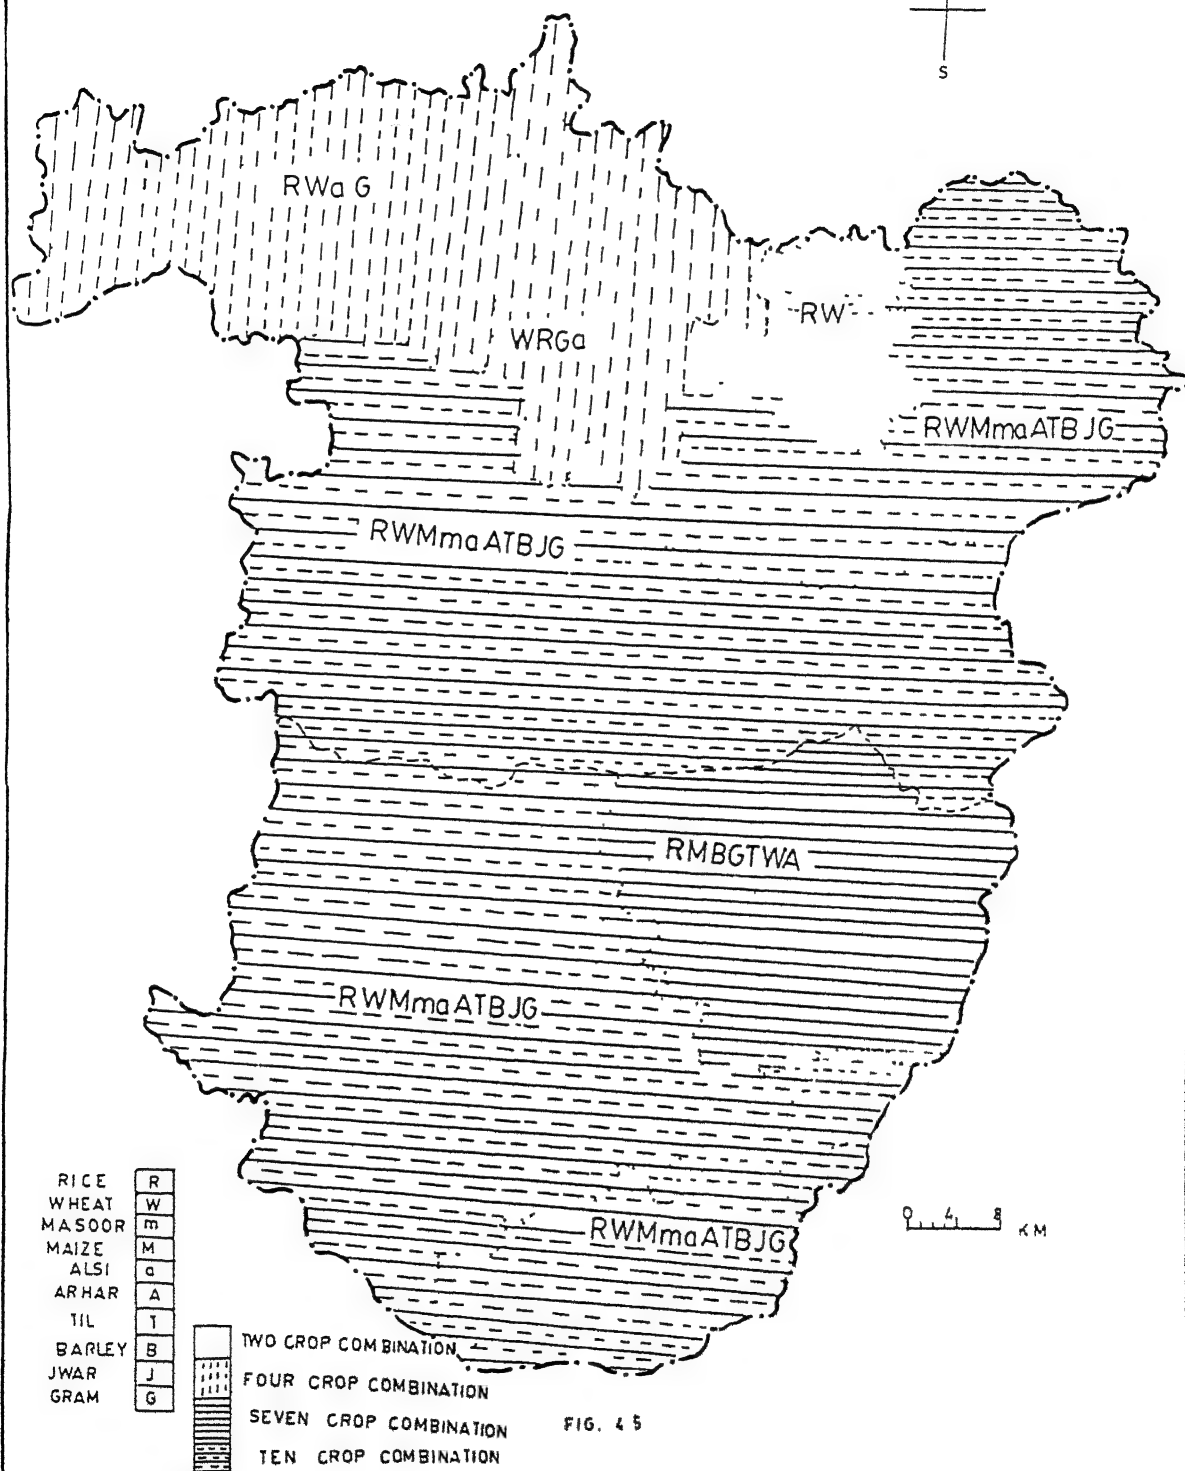 S
RWaG
RW
WRGa
RWMmaATBJG
RWMmaATBJG
RMBGTWA
RWMmaATBJG
RWMmaATBJG
0 4 8 KM
RICE R
WHEAT W
MASOOR m
MAIZE M
ALSI a
ARHAR A
TIL T
BARLEY B
JWAR J
GRAM G
TWO CROP COMBINATION
FOUR CROP COMBINATION
SEVEN CROP COMBINATION
TEN CROP COMBINATION
FIG. 4 5